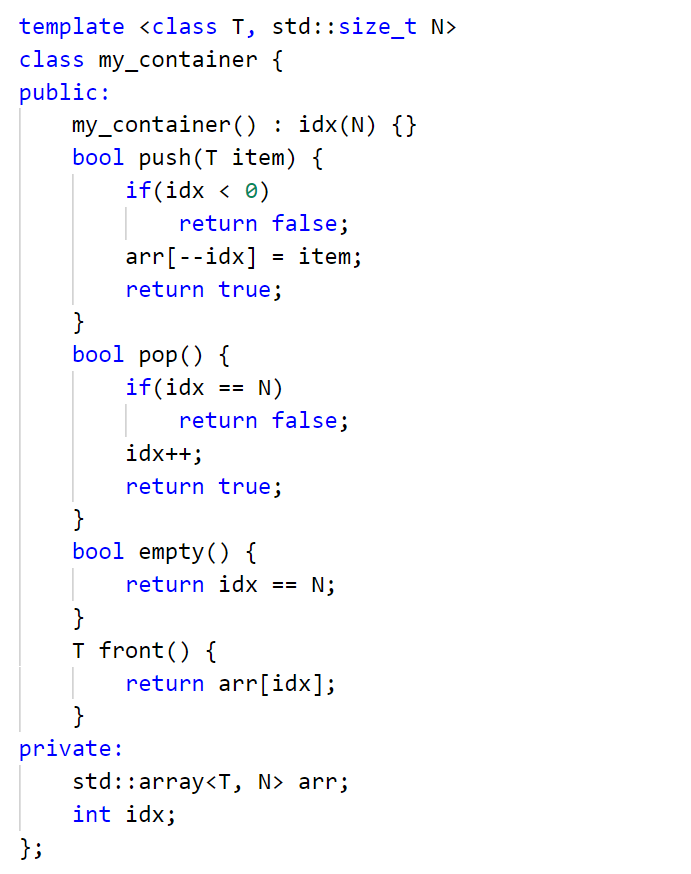 template <class T, std::size_t N>
class my_container {
public:
    my_container() : idx(N) {}
    bool push(T item) {
        if(idx < 0)
            return false;
        arr[--idx] = item;
        return true;
    }
    bool pop() {
        if(idx == N)
            return false;
        idx++;
        return true;
    }
    bool empty() {
        return idx == N;
    }
    T front() {
        return arr[idx];
    }
private:
    std::array<T, N> arr;
    int idx;
};